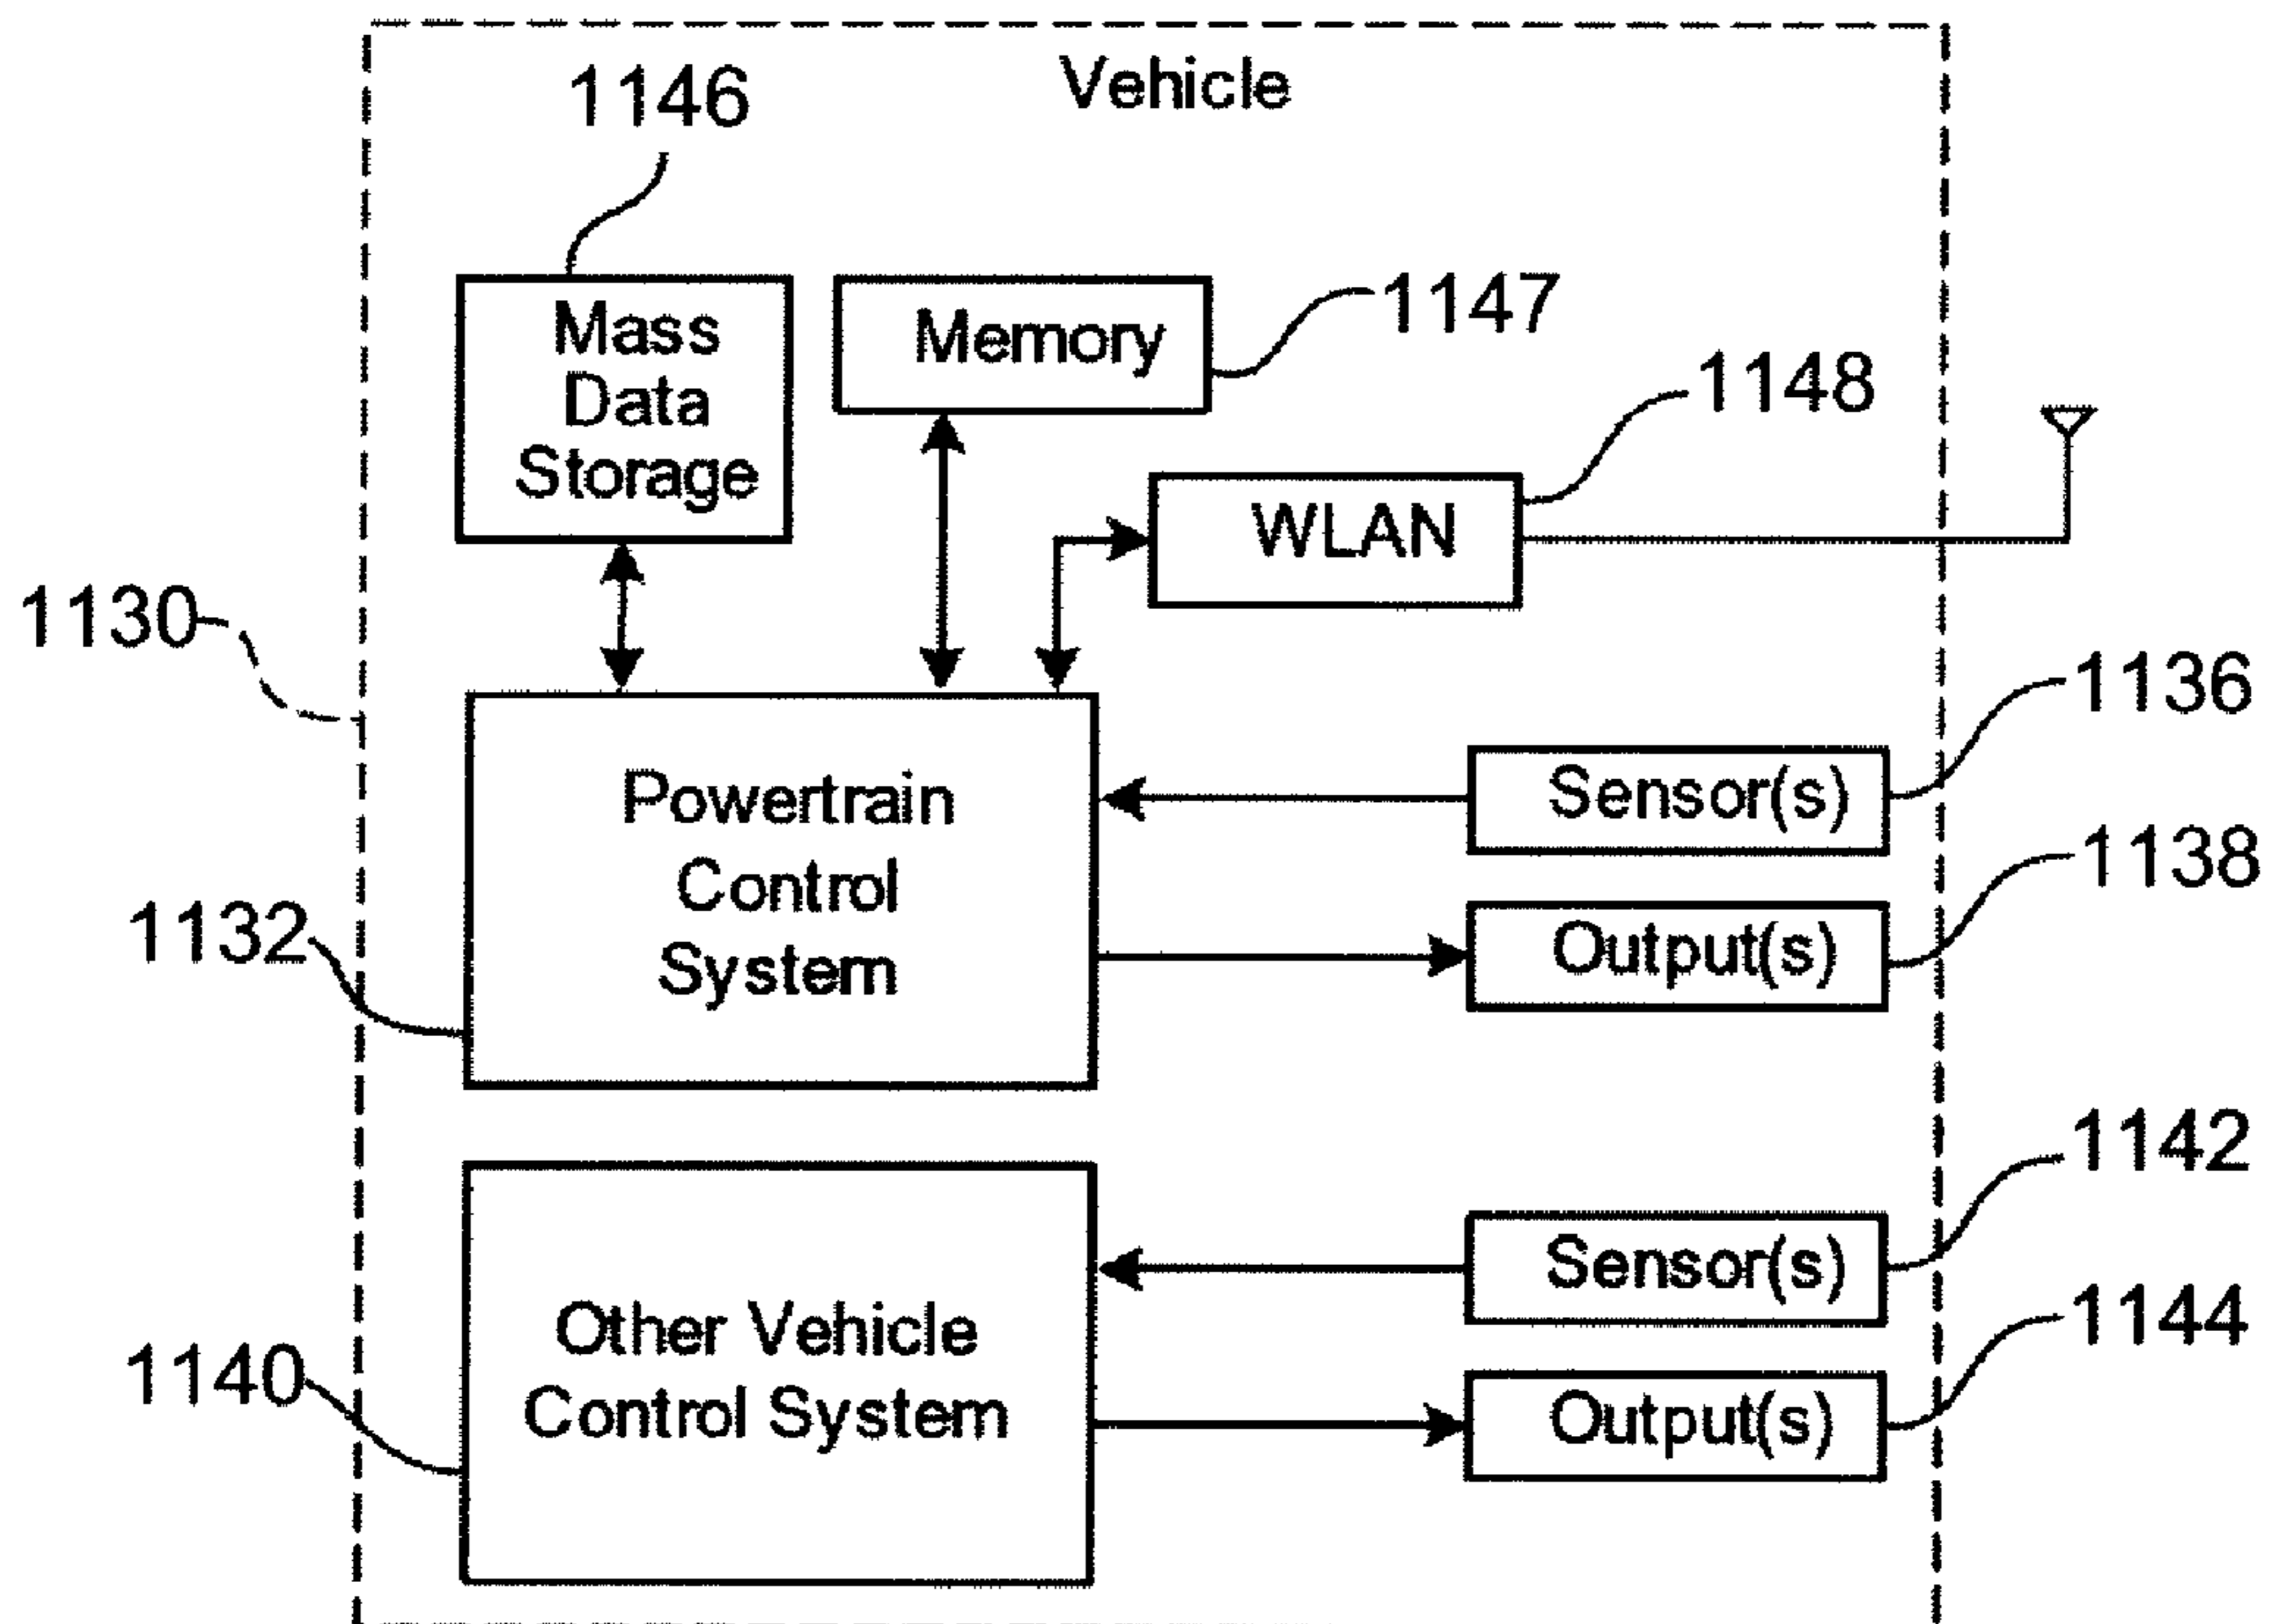 Vehicle
1146
Mass
Data
Storage
Memory
1147
1148
WLAN
1130
1136
Sensor(s)
Powertrain
Control
System
1138
Output(s)
1132
1142
Sensor(s)
1144
Other Vehicle
Control System
Output(s)
1140